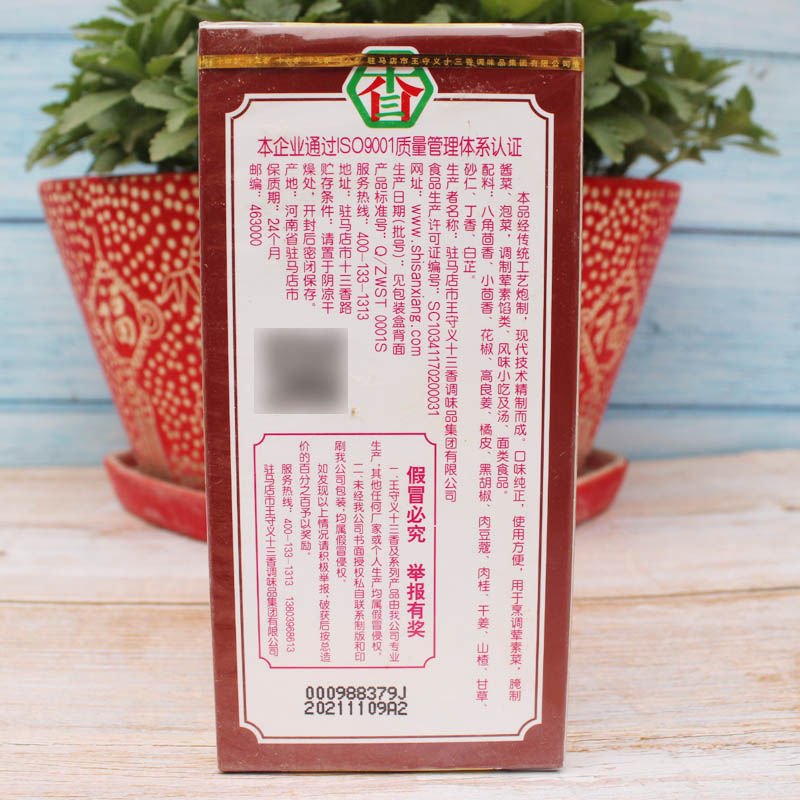 驻马店市王守义十三香调味品集团有限公司
本企业通过ISO9001质量管理体系认证
本品经传统工艺炮制,现代技术精制而成。口味纯正,使用方便,用于烹调荤素菜,腌制
酱菜、泡菜,调制荤素馅类、风味小吃及汤、面类食品。
配料:八角茴香、小茴香、花椒、高良姜、橘皮、黑胡椒、肉豆蔻、肉桂、干姜、山楂、甘草、
砂仁、丁香、白芷。
生产者名称:驻马店市王守义十三香调味品集团有限公司
食品生产许可证编号:SC10341170200031
网址:www.shisanxiang.com
生产日期(批号):见包装盒背面
产品标准号:Q/ZWST 0001S
服务热线:400-133-1313
地址:驻马店市十三香路
贮存条件:请置于阴凉干
燥处,开封后密闭保存。
产地:河南省驻马店市
保质期:24个月
邮编:463000
假冒必究 举报有奖
一、王守义十三香及系列产品由我公司专业
生产,其他任何厂家或个人生产均属假冒侵权。
二、未经我公司书面授权私自联系制版和印
刷我公司包装,均属假冒侵权。
如发现以上情况请积极举报,破获后按总造
价的百分之百予以奖励。
服务热线:400-133-1313 13803968613
驻马店市王守义十三香调味品集团有限公司
000988379J
20211109A2